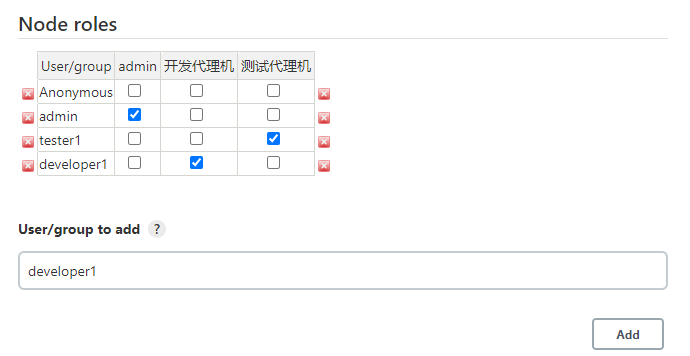 Node roles
User/group admin 开发代理机 测试代理机
Anonymous
admin
tester1
developer1
User/group to add ?
developer1
Add